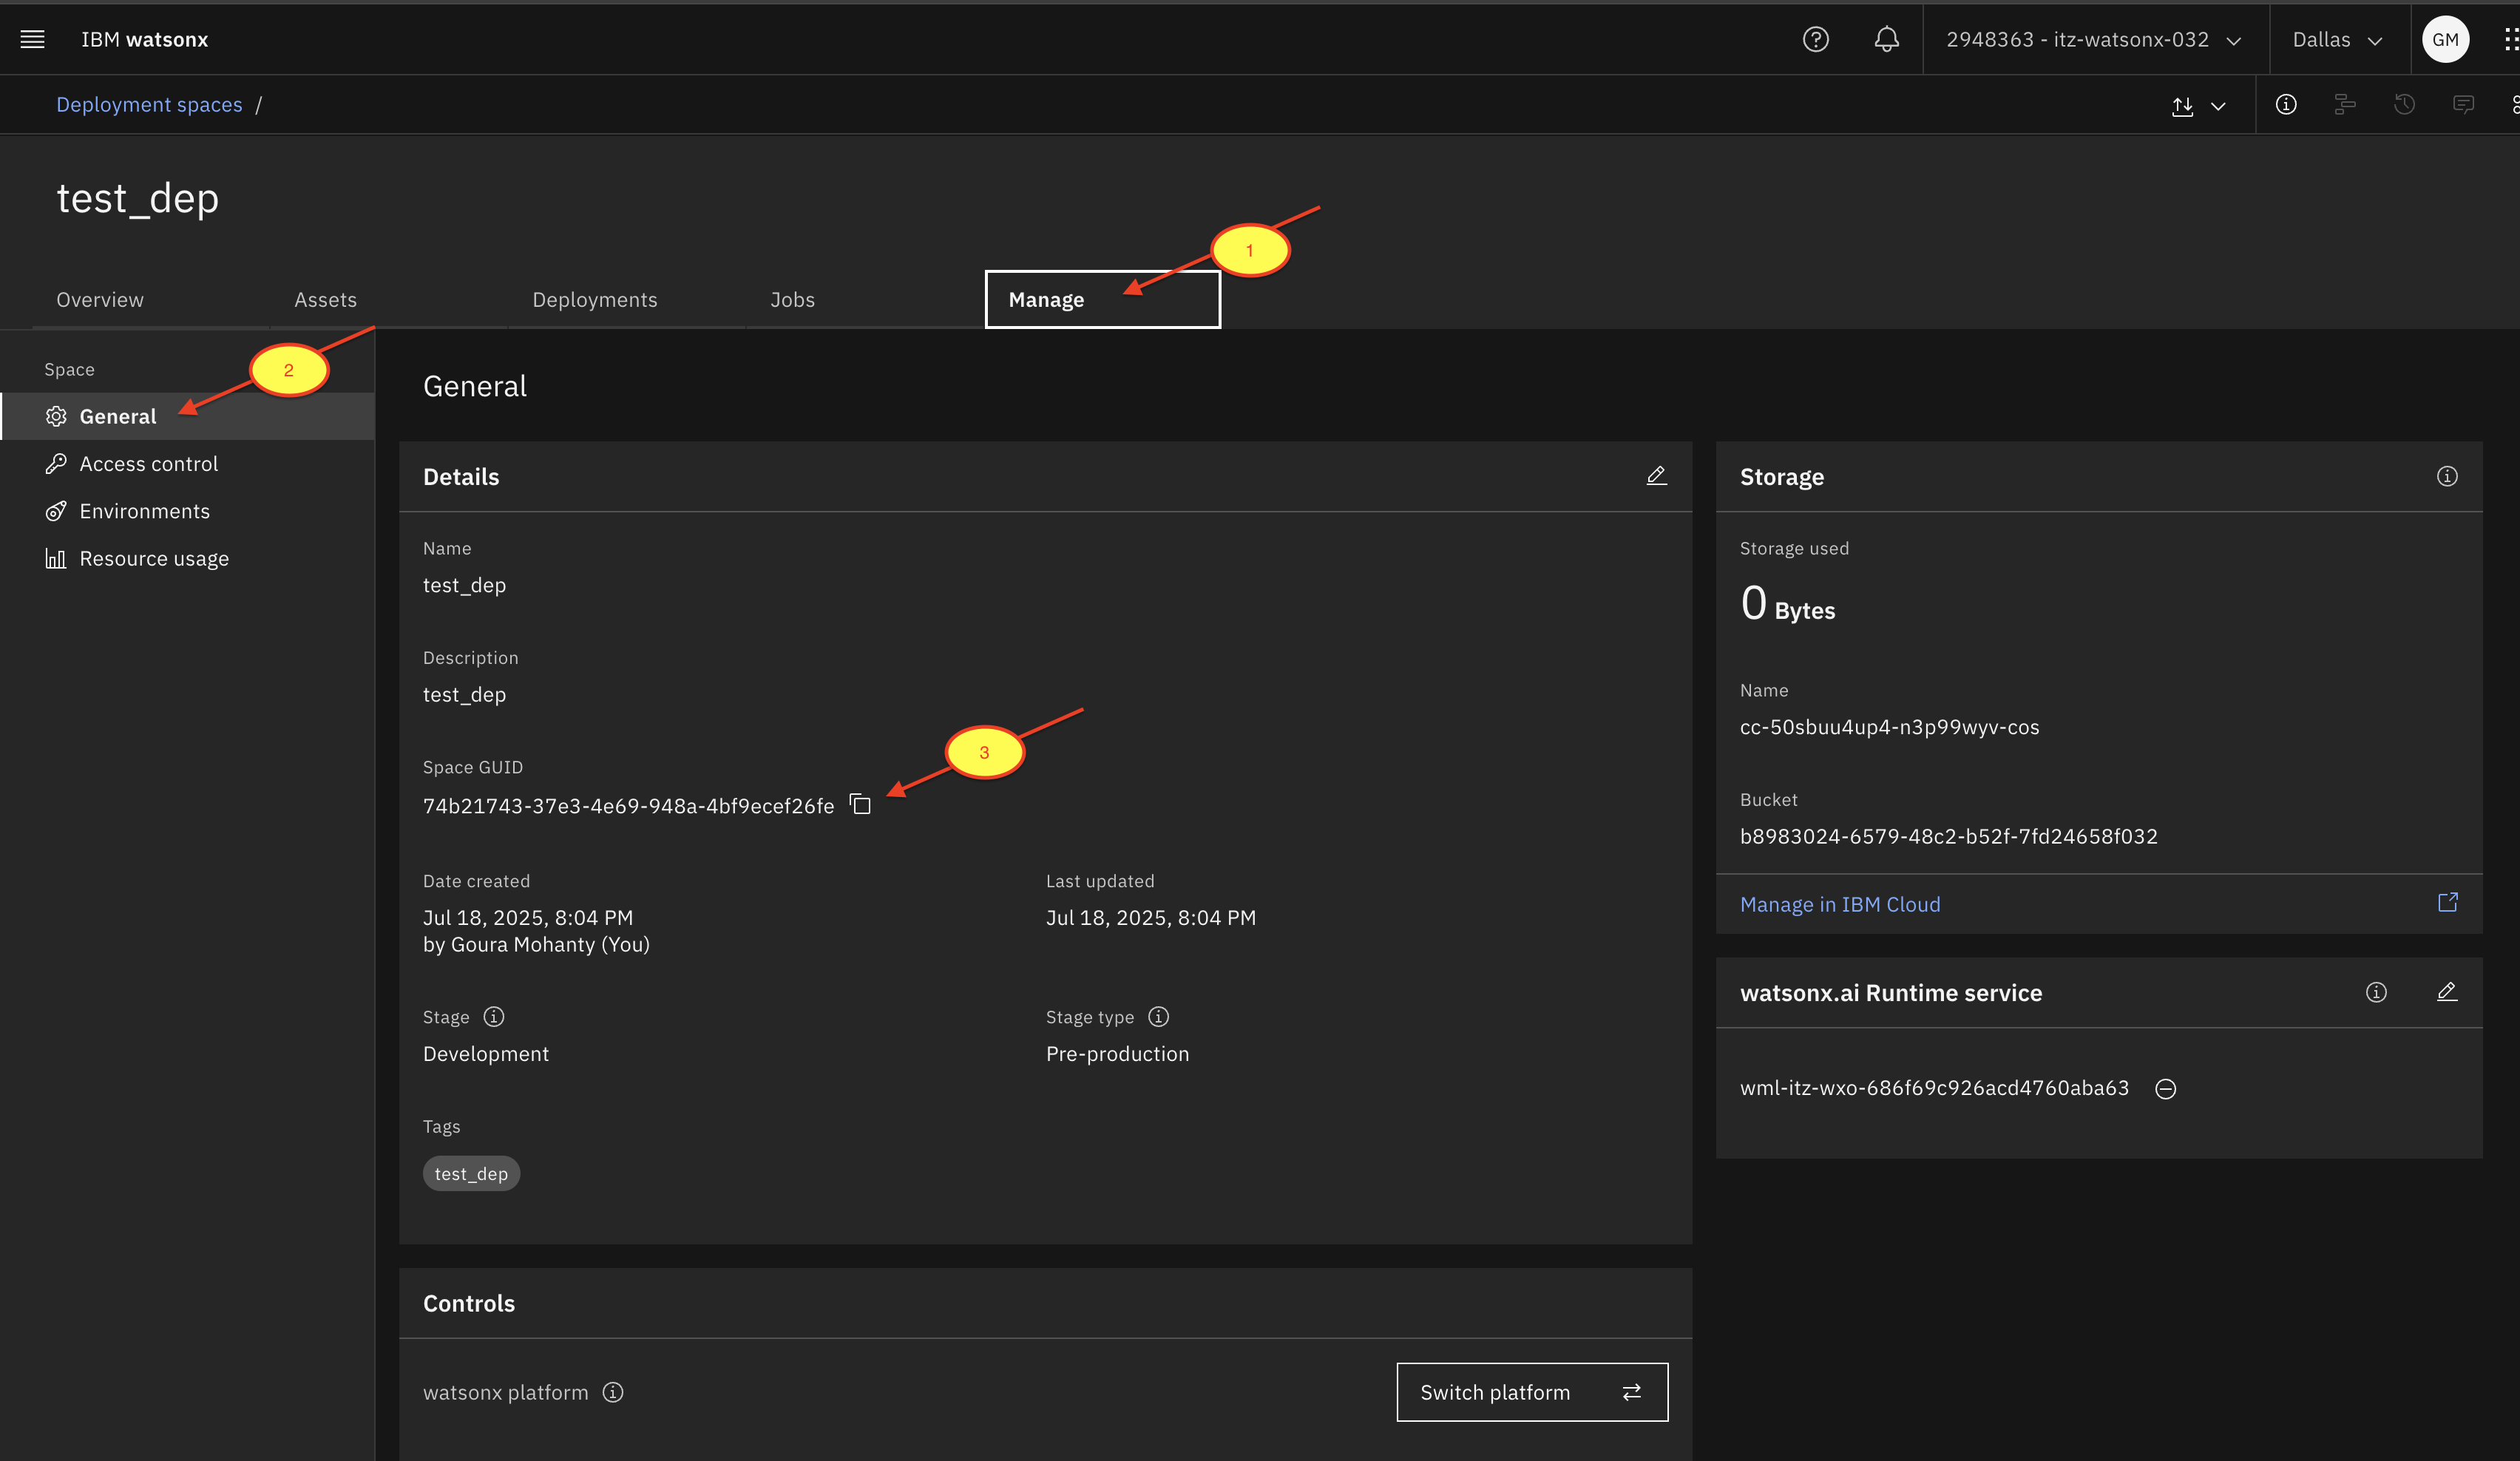 IBM watsonx
2948363 - itz-watsonx-032
Dallas
GM
Deployment spaces /
test_dep
1
Overview
Assets
Deployments
Jobs
Manage
2
Space
General
Access control
Environments
Resource usage
General
Details
Name
test_dep
Description
test_dep
3
Space GUID
74b21743-37e3-4e69-948a-4bf9ecef26fe
Date created
Jul 18, 2025, 8:04 PM
by Goura Mohanty (You)
Last updated
Jul 18, 2025, 8:04 PM
Stage
Development
Stage type
Pre-production
Tags
test_dep
Controls
watsonx platform
Switch platform
Storage
Storage used
0 Bytes
Name
cc-50sbuu4up4-n3p99wyv-cos
Bucket
b8983024-6579-48c2-b52f-7fd24658f032
Manage in IBM Cloud
watsonx.ai Runtime service
wml-itz-wxo-686f69c926acd4760aba63